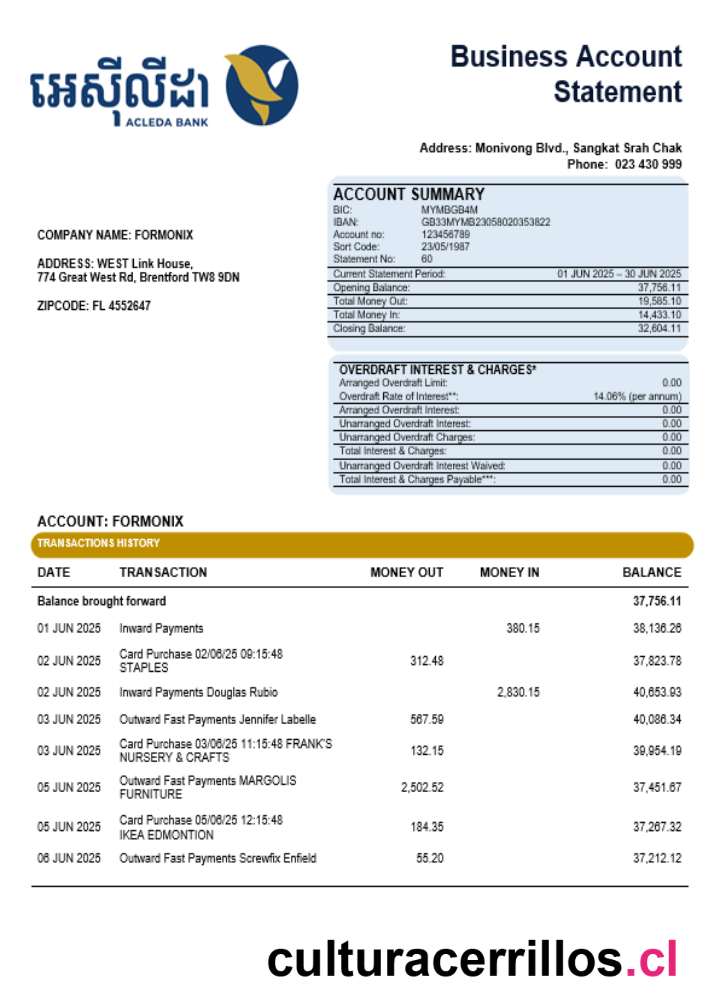 អេស៊ីលីដា
ACLEDA BANK
Business Account
Statement
Address: Monivong Blvd., Sangkat Srah Chak
Phone: 023 430 999
COMPANY NAME: FORMONIX
ADDRESS: WEST Link House,
774 Great West Rd, Brentford TW8 9DN
ZIPCODE: FL 4552647
ACCOUNT SUMMARY
BIC: MYMBGB4M
IBAN: GB33MYMB23058020353822
Account no: 123456789
Sort Code: 23/05/1987
Statement No: 60
Current Statement Period: 01 JUN 2025 – 30 JUN 2025
Opening Balance: 37,756.11
Total Money Out: 19,585.10
Total Money In: 14,433.10
Closing Balance: 32,604.11
OVERDRAFT INTEREST & CHARGES*
Arranged Overdraft Limit: 0.00
Overdraft Rate of Interest**: 14.06% (per annum)
Arranged Overdraft Interest: 0.00
Unarranged Overdraft Interest: 0.00
Unarranged Overdraft Charges: 0.00
Total Interest & Charges: 0.00
Unarranged Overdraft Interest Waived: 0.00
Total Interest & Charges Payable***: 0.00
ACCOUNT: FORMONIX
TRANSACTIONS HISTORY
DATE TRANSACTION MONEY OUT MONEY IN BALANCE
Balance brought forward 37,756.11
01 JUN 2025 Inward Payments 380.15 38,136.26
02 JUN 2025 Card Purchase 02/06/25 09:15:48
STAPLES 312.48 37,823.78
02 JUN 2025 Inward Payments Douglas Rubio 2,830.15 40,653.93
03 JUN 2025 Outward Fast Payments Jennifer Labelle 567.59 40,086.34
03 JUN 2025 Card Purchase 03/06/25 11:15:48 FRANK'S
NURSERY & CRAFTS 132.15 39,954.19
05 JUN 2025 Outward Fast Payments MARGOLIS
FURNITURE 2,502.52 37,451.67
05 JUN 2025 Card Purchase 05/06/25 12:15:48
IKEA EDMONTION 184.35 37,267.32
06 JUN 2025 Outward Fast Payments Screwfix Enfield 55.20 37,212.12
culturacerrillos.cl